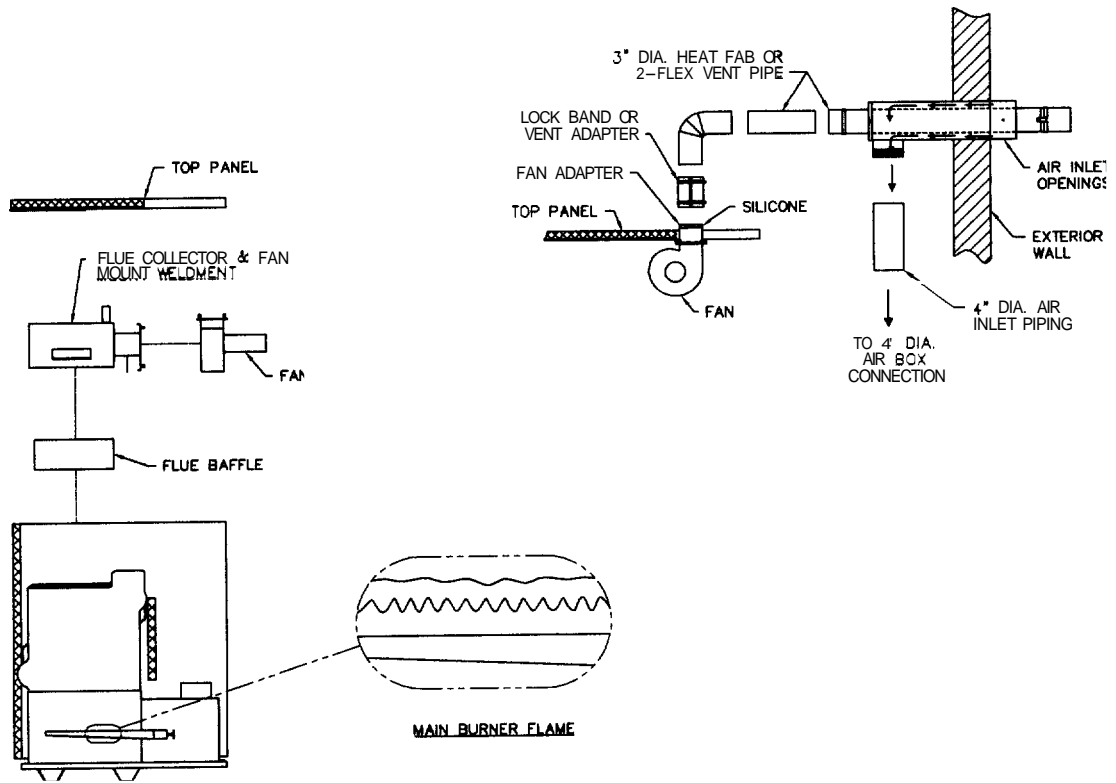 3" DIA. HEAT FAB OR
2-FLEX VENT PIPE
LOCK BAND OR
VENT ADAPTER
FAN ADAPTER
TOP PANEL
SILICONE
FAN
AIR INLET
OPENINGS
EXTERIOR
WALL
4" DIA. AIR
INLET PIPING
TO 4' DIA.
AIR BOX
CONNECTION
TOP PANEL
FLUE COLLECTOR & FAN
MOUNT WELDMENT
FAN
FLUE BAFFLE
MAIN BURNER FLAME